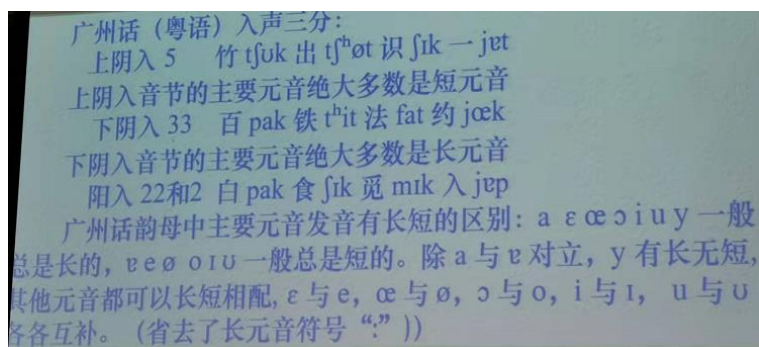 广州话（粤语）入声三分：
上阴入 5 竹 tʃʊk 出 tʃʰøt 识 ʃɪk 一 jɐt
上阴入音节的主要元音绝大多数是短元音
下阴入 33 百 pak 铁 tʰit 法 fat 约 jœk
下阴入音节的主要元音绝大多数是长元音
阳入 22和2 白 pak 食 ʃɪk 觅 mɪk 入 jɐp
广州话韵母中主要元音发音有长短的区别：a ɛ œ ɔ i u y 一般
总是长的，ɐ e ø o ɪ ʊ 一般总是短的。除 a 与 ɐ 对立，y 有长无短，
其他元音都可以长短相配，ɛ 与 e，œ 与 ø，ɔ 与 o，i 与 ɪ， u 与 ʊ
各各互补。（省去了长元音符号“:”））